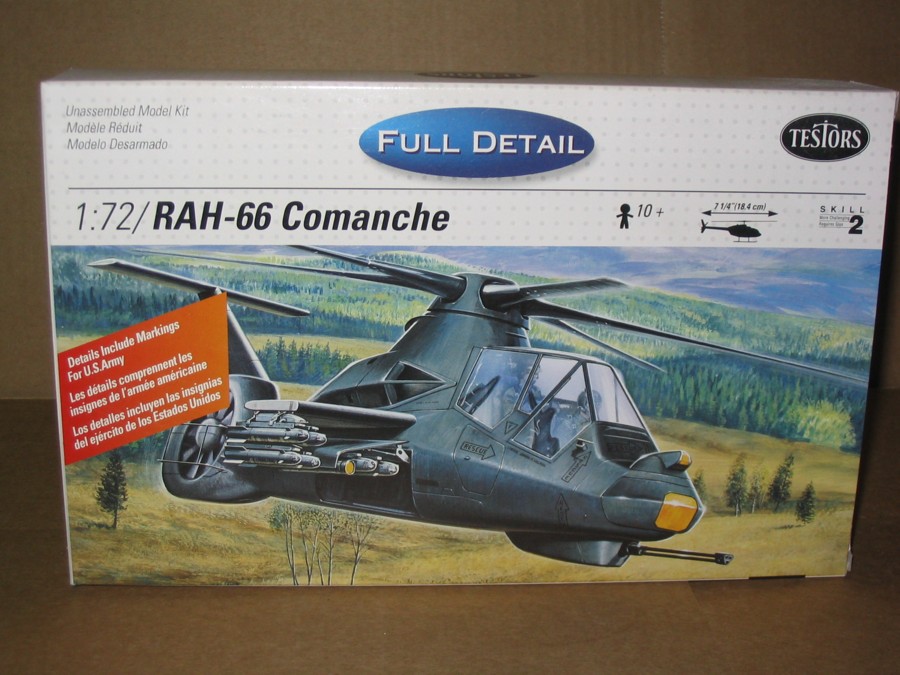 Unassembled Model Kit
Modèle Réduit
Modelo Desarmado
FULL DETAIL
TESTORS
1:72/ RAH-66 Comanche
10 +
7 1/4" (18.4 cm)
SKILL
2
Details Include Markings
For U.S.Army
Les détails comprennent les
insignes de l'armée américaine
Los detalles incluyen las insignias
del ejército de los Estados Unidos
RESCUE